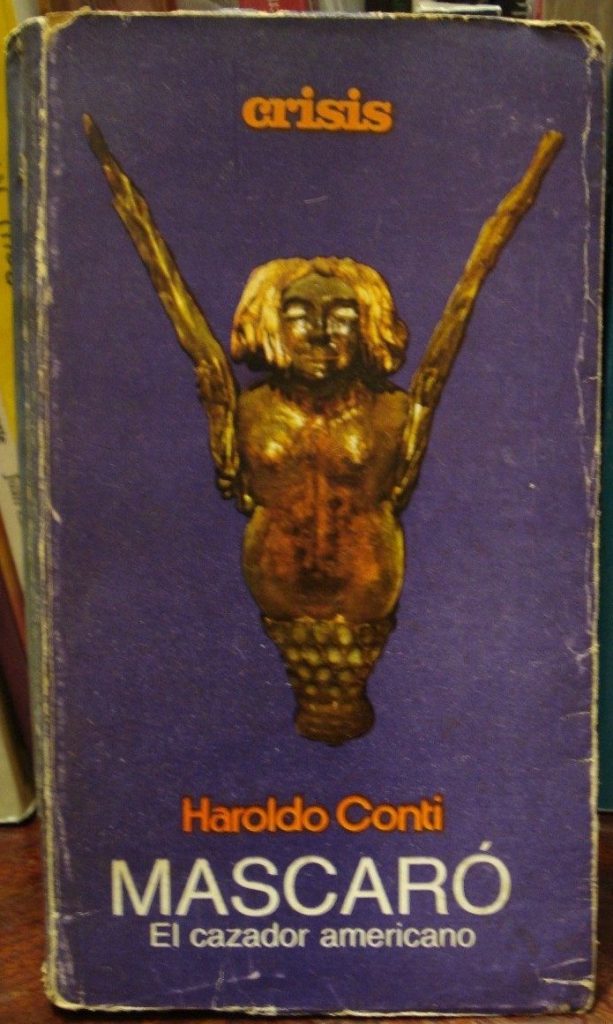 crisis
Haroldo Conti
MASCARÓ
El cazador americano